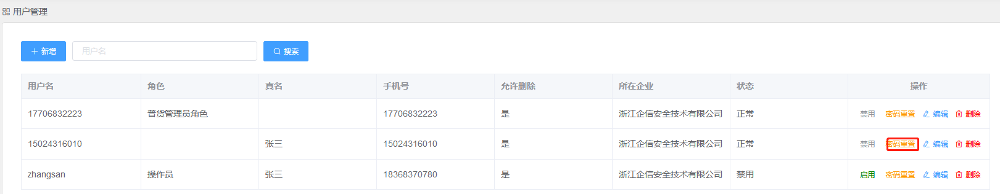 用户管理
新增 用户名 搜索
用户名 角色 真名 手机号 允许删除 所在企业 状态 操作
17706832223 普货管理员角色 17706832223 是 浙江企信安全技术有限公司 正常 禁用 密码重置 编辑 删除
15024316010 张三 15024316010 是 浙江企信安全技术有限公司 正常 禁用 密码重置 编辑 删除
zhangsan 操作员 张三 18368370780 是 浙江企信安全技术有限公司 禁用 启用 密码重置 编辑 删除